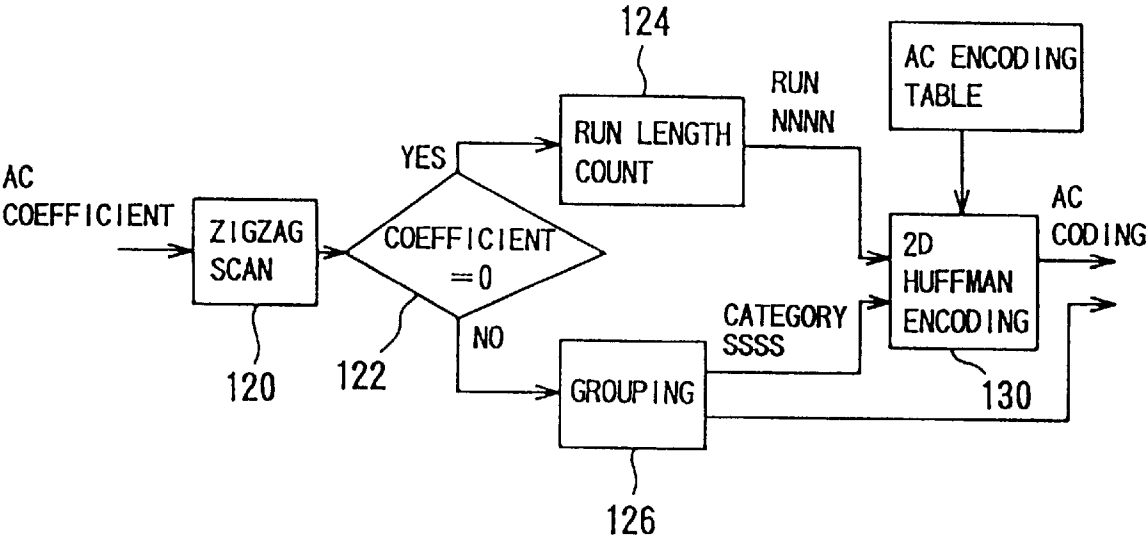 124
AC ENCODING
TABLE
RUN
NNNN
RUN LENGTH
COUNT
YES
AC
COEFFICIENT
ZIGZAG
SCAN
COEFFICIENT
=0
2D
HUFFMAN
ENCODING
AC
CODING
NO
CATEGORY
SSSS
120
122
GROUPING
130
126